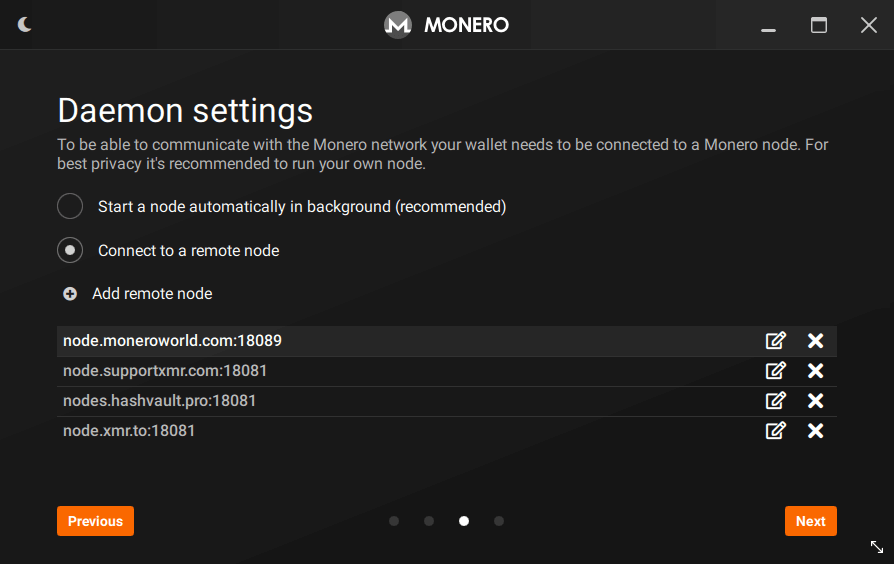 MONERO
Daemon settings
To be able to communicate with the Monero network your wallet needs to be connected to a Monero node. For
best privacy it's recommended to run your own node.
Start a node automatically in background (recommended)
Connect to a remote node
Add remote node
node.moneroworld.com:18089
node.supportxmr.com:18081
nodes.hashvault.pro:18081
node.xmr.to:18081
Previous
Next